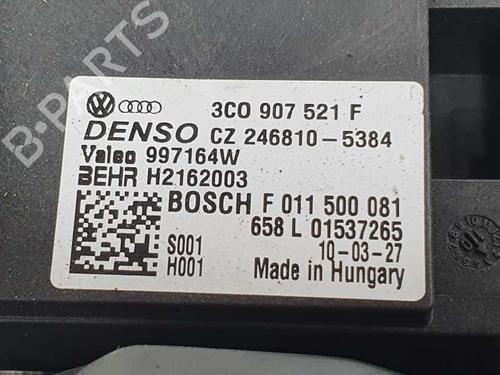 B-PARTS
3C0 907 521 F
DENSO CZ 246810-5384
Valeo 997164W
BEHR H2162003
BOSCH F 011 500 081
658 L 01537265
S001 10-03-27
H001 Made in Hungary